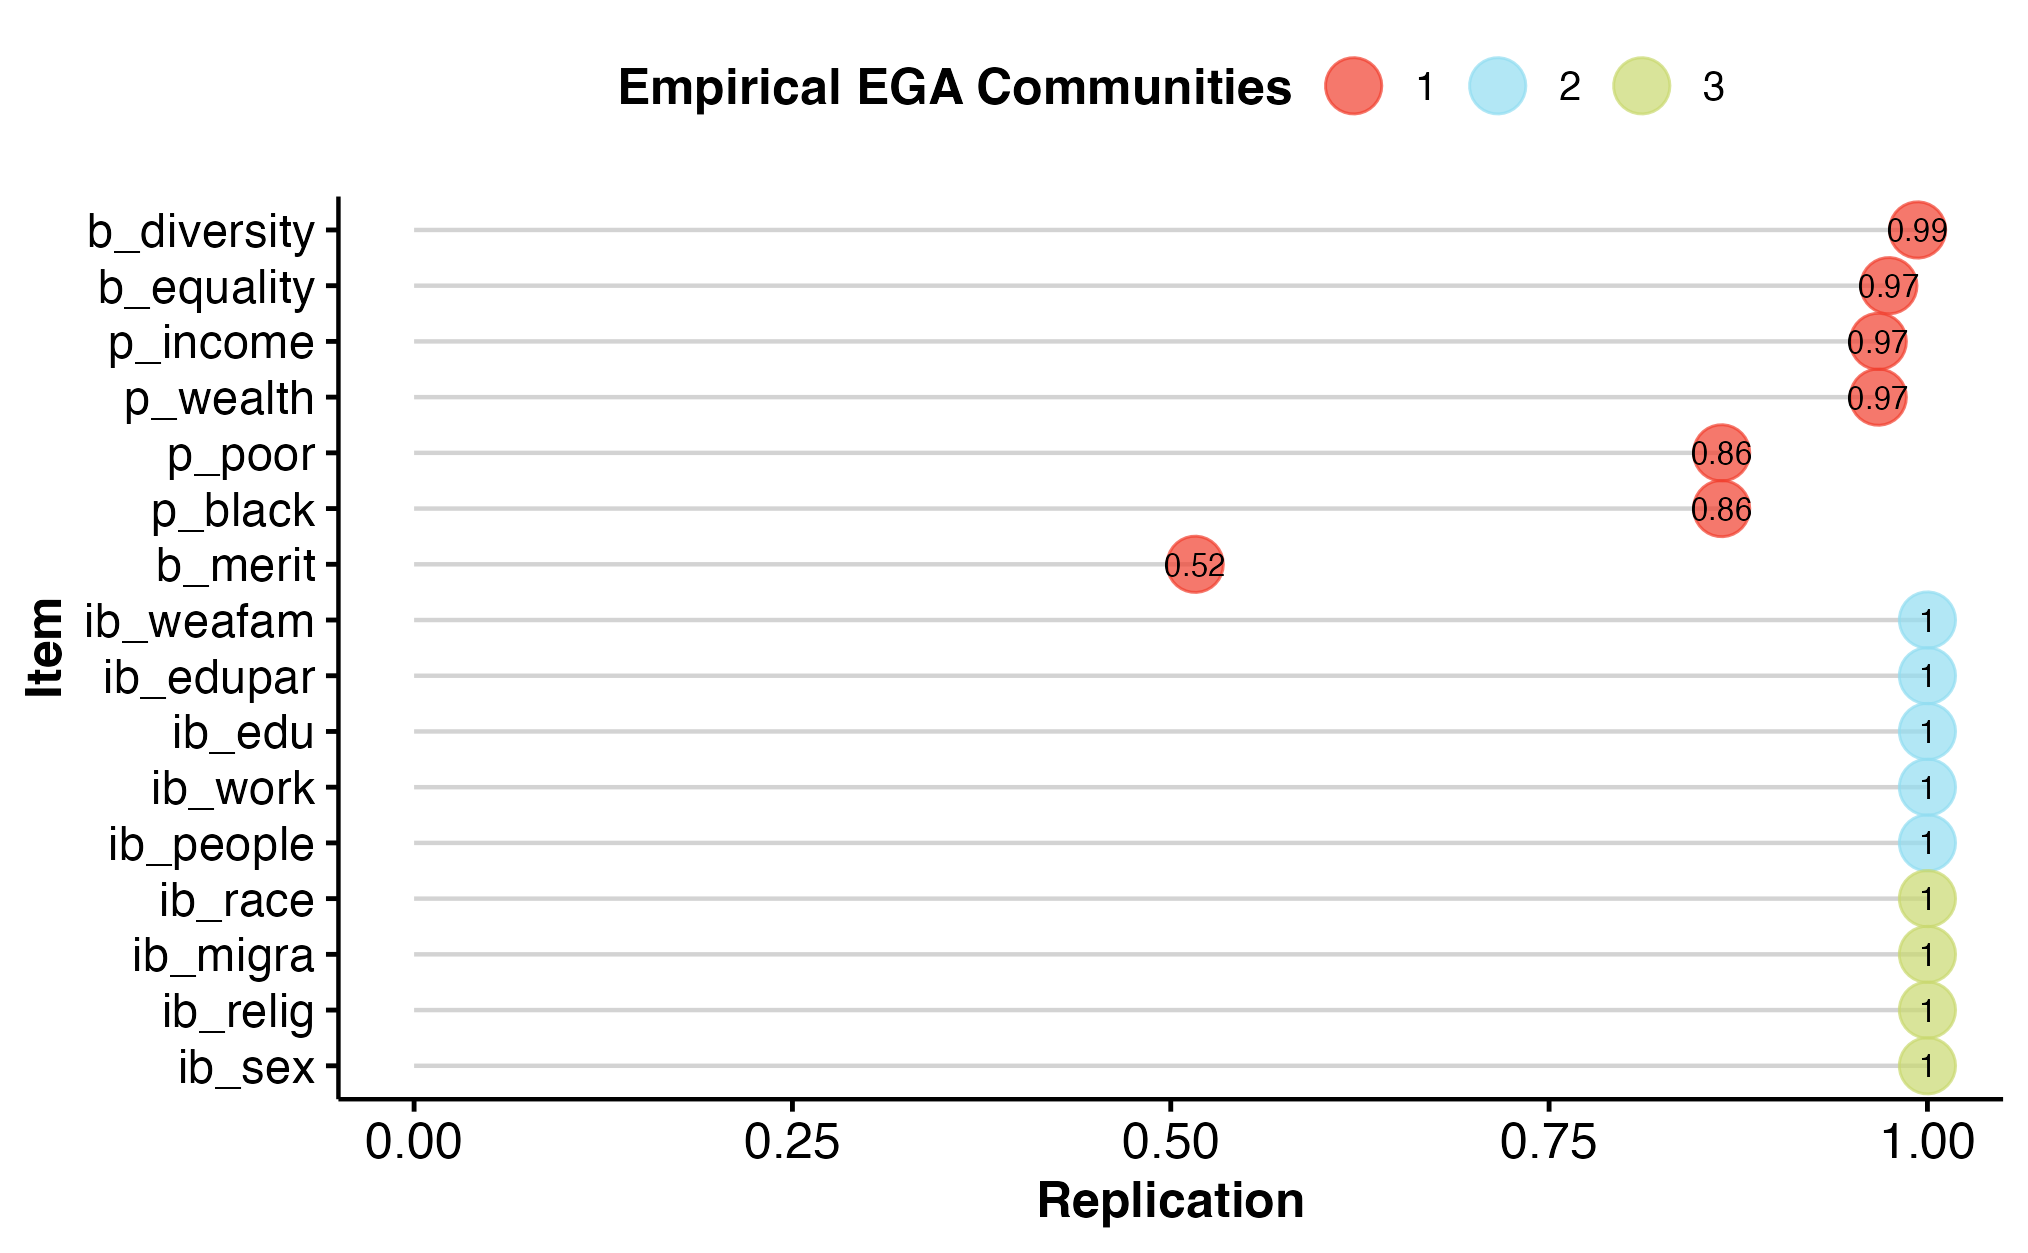 Empirical EGA Communities 1 2 3
b_diversity 0.99
b_equality 0.97
p_income 0.97
p_wealth 0.97
p_poor 0.86
p_black 0.86
b_merit 0.52
ib_weafam 1
ib_edupar 1
ib_edu 1
ib_work 1
ib_people 1
ib_race 1
ib_migra 1
ib_relig 1
ib_sex 1
Item
0.00 0.25 0.50 0.75 1.00
Replication